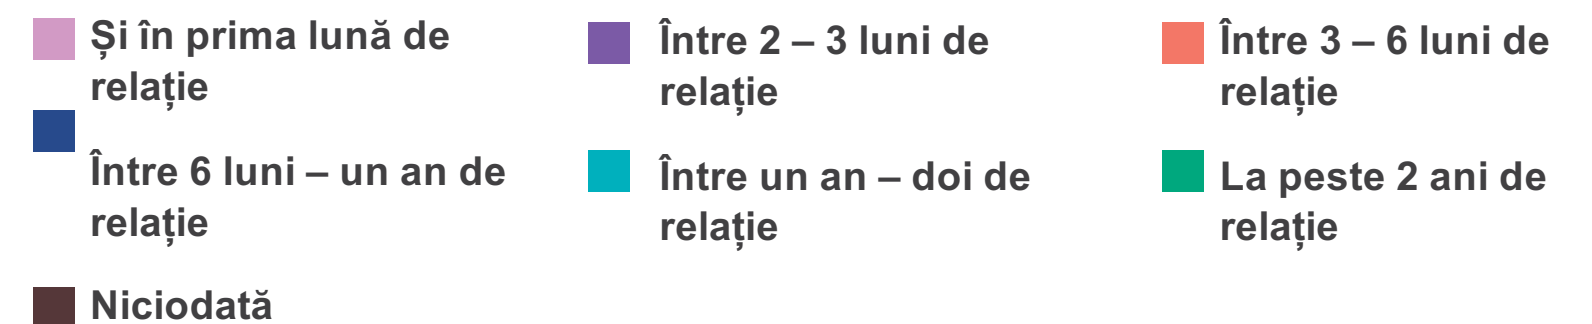 Și în prima lună de
relație
Între 2 – 3 luni de
relație
Între 3 – 6 luni de
relație
Între 6 luni – un an de
relație
Între un an – doi de
relație
La peste 2 ani de
relație
Niciodată